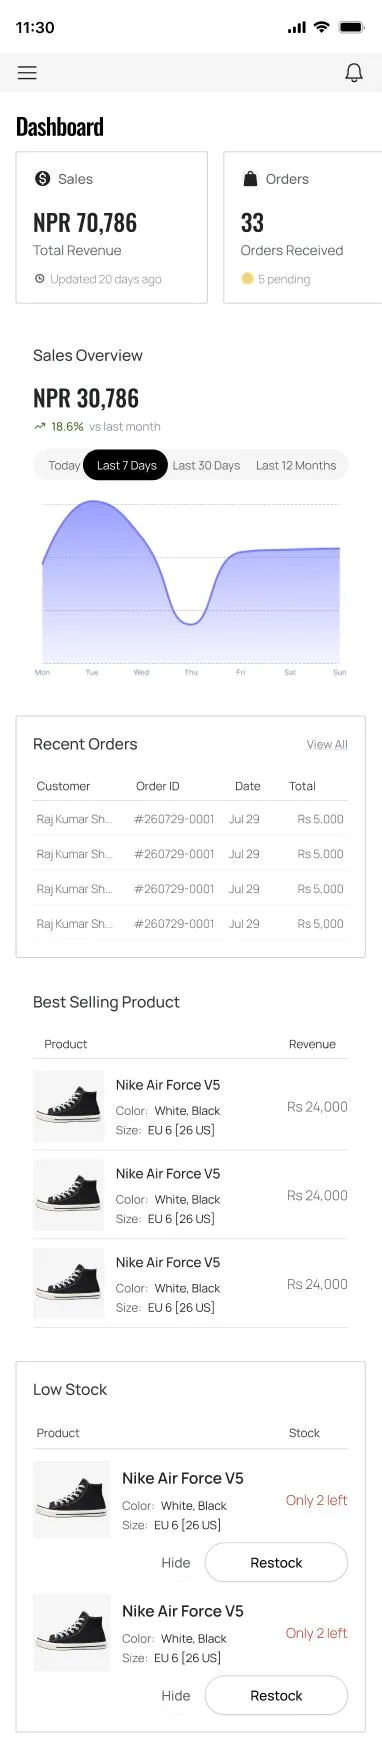 11:30
Dashboard
Sales
NPR 70,786
Total Revenue
Updated 20 days ago
Orders
33
Orders Received
5 pending
Sales Overview
NPR 30,786
18.6% vs last month
Today Last 7 Days Last 30 Days Last 12 Months
Mon Tue Wed Thu Fri Sat Sun
Recent Orders View All
Customer Order ID Date Total
Raj Kumar Sh... #260729-0001 Jul 29 Rs 5,000
Raj Kumar Sh... #260729-0001 Jul 29 Rs 5,000
Raj Kumar Sh... #260729-0001 Jul 29 Rs 5,000
Raj Kumar Sh... #260729-0001 Jul 29 Rs 5,000
Best Selling Product
Product Revenue
Nike Air Force V5
Color: White, Black
Size: EU 6 [26 US]
Rs 24,000
Nike Air Force V5
Color: White, Black
Size: EU 6 [26 US]
Rs 24,000
Nike Air Force V5
Color: White, Black
Size: EU 6 [26 US]
Rs 24,000
Low Stock
Product Stock
Nike Air Force V5
Color: White, Black
Size: EU 6 [26 US]
Only 2 left
Hide Restock
Nike Air Force V5
Color: White, Black
Size: EU 6 [26 US]
Only 2 left
Hide Restock